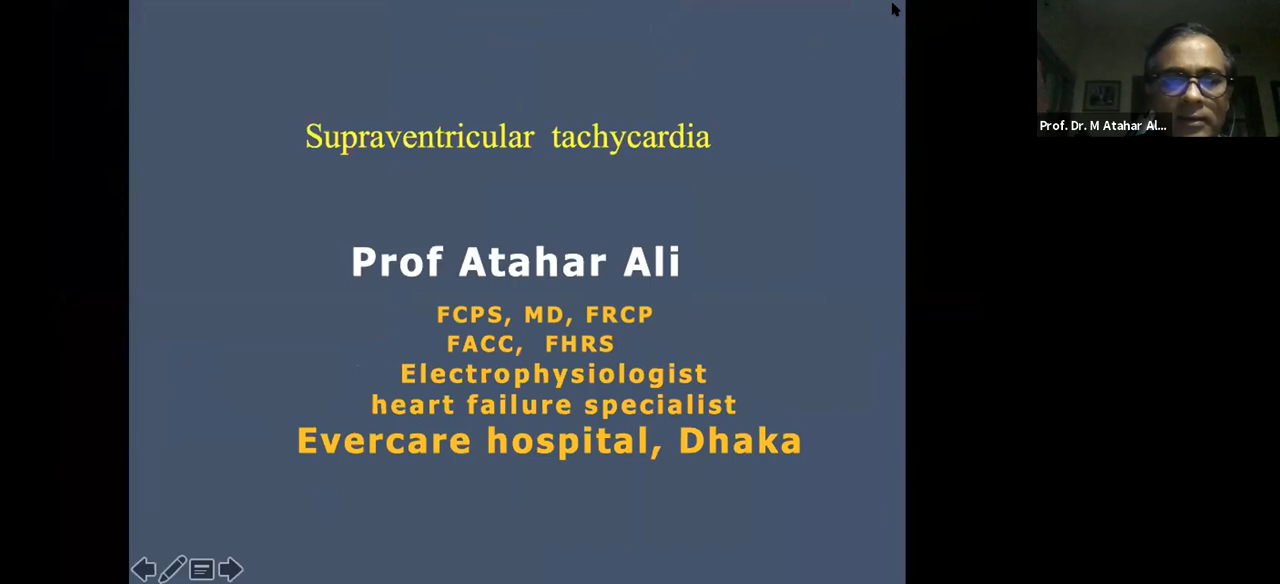 Supraventricular tachycardia
Prof Atahar Ali
FCPS, MD, FRCP
FACC, FHRS
Electrophysiologist
heart failure specialist
Evercare hospital, Dhaka
Prof. Dr. M Atahar Al...